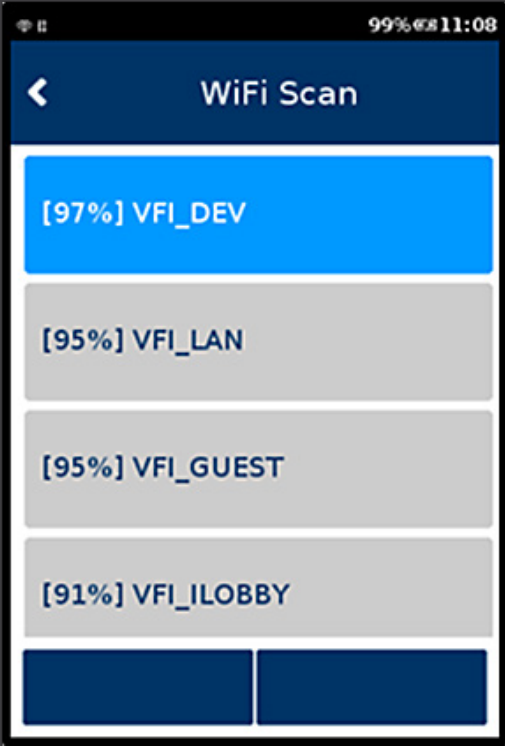 99% 11:08
WiFi Scan
[97%] VFI_DEV
[95%] VFI_LAN
[95%] VFI_GUEST
[91%] VFI_ILOBBY